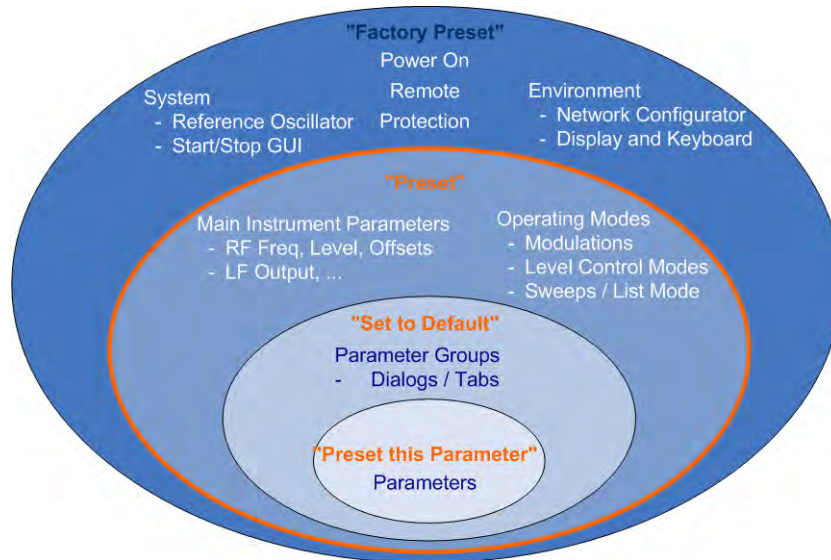 "Factory Preset"
Power On
Remote
Protection
System
- Reference Oscillator
- Start/Stop GUI
Environment
- Network Configurator
- Display and Keyboard
"Preset"
Main Instrument Parameters
- RF Freq, Level, Offsets
- LF Output, ...
Operating Modes
- Modulations
- Level Control Modes
- Sweeps / List Mode
"Set to Default"
Parameter Groups
- Dialogs / Tabs
"Preset this Parameter"
Parameters